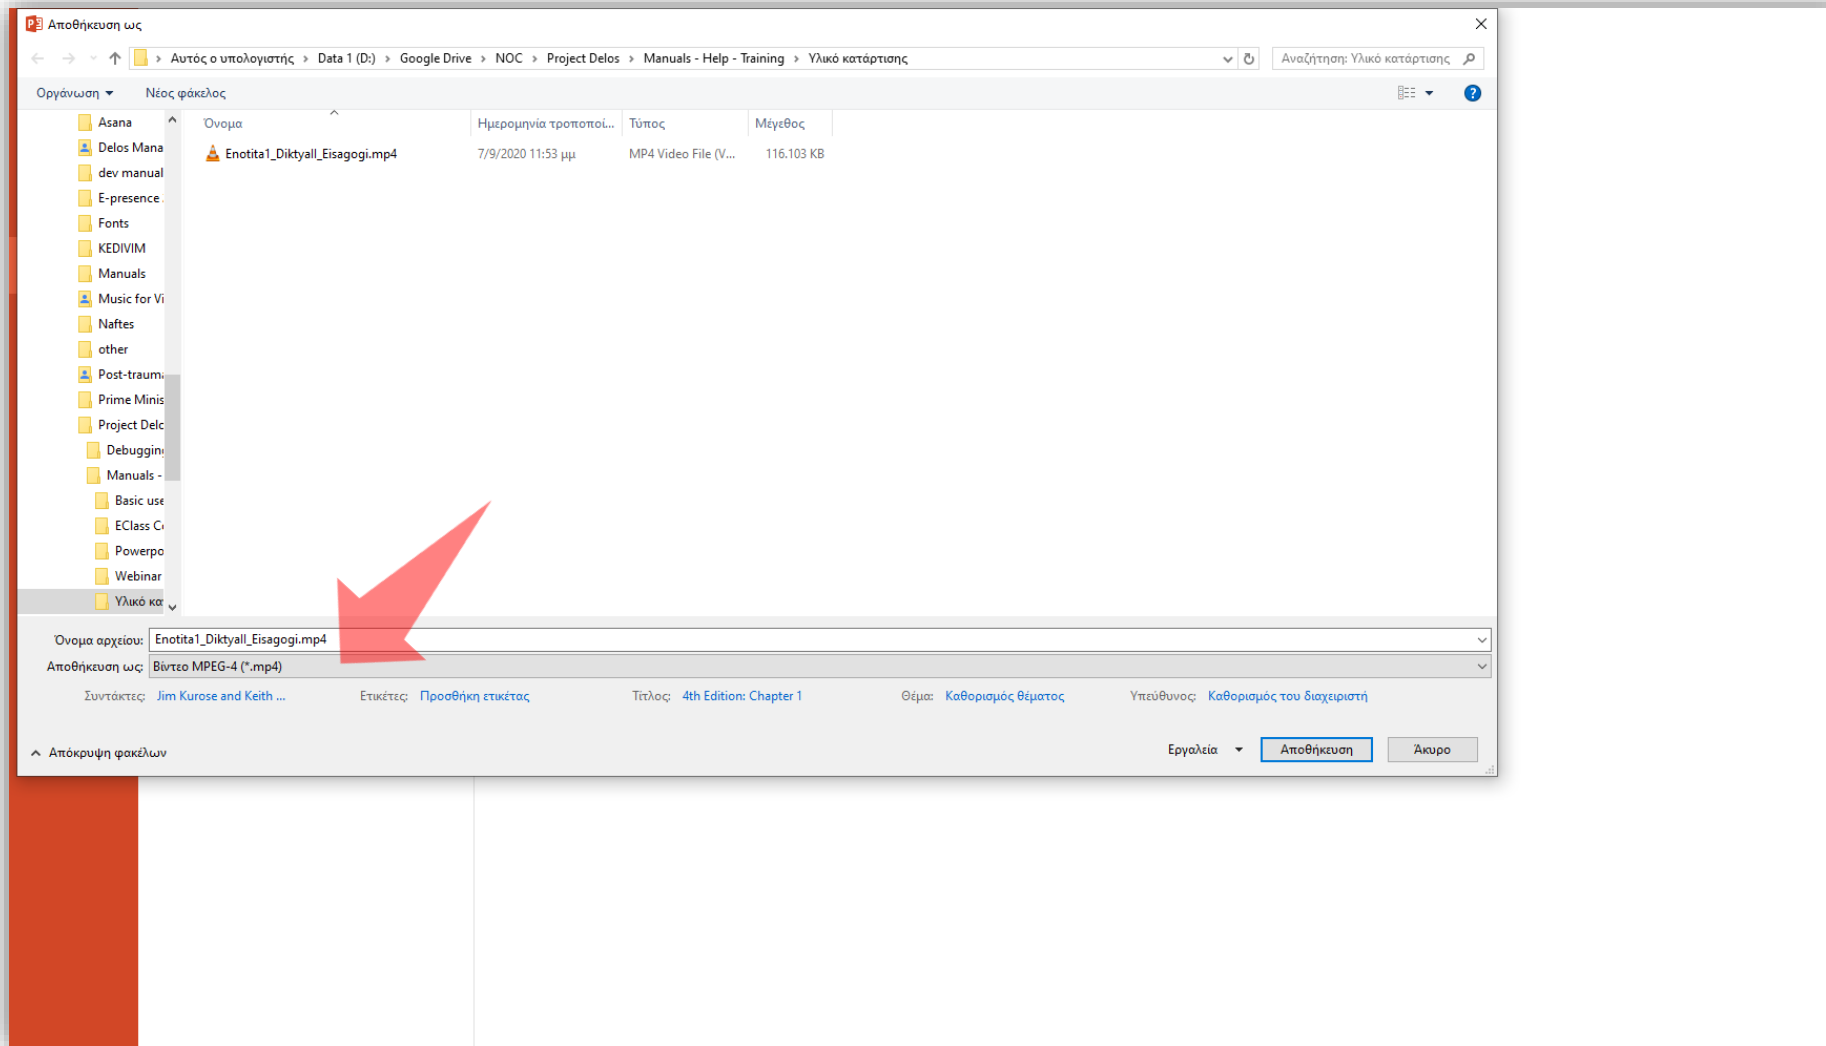 Αποθήκευση ως
Αυτός ο υπολογιστής > Data 1 (D:) > Google Drive > NOC > Project Delos > Manuals - Help - Training > Υλικό κατάρτισης
Αναζήτηση: Υλικό κατάρτισης
Οργάνωση Νέος φάκελος
Όνομα Ημερομηνία τροποποί... Τύπος Μέγεθος
Enotita1_Diktyall_Eisagogi.mp4 7/9/2020 11:53 μμ MP4 Video File (V... 116.103 KB
Asana
Delos Mana
dev manual
E-presence
Fonts
KEDIVIM
Manuals
Music for Vi
Naftes
other
Post-trauma
Prime Minis
Project Delo
Debugging
Manuals -
Basic use
EClass C
Powerpo
Webinar
Υλικό κα
Όνομα αρχείου: Enotita1_Diktyall_Eisagogi.mp4
Αποθήκευση ως: Βίντεο MPEG-4 (*.mp4)
Συντάκτες: Jim Kurose and Keith ... Ετικέτες: Προσθήκη ετικέτας Τίτλος: 4th Edition: Chapter 1 Θέμα: Καθορισμός θέματος Υπεύθυνος: Καθορισμός του διαχειριστή
Απόκρυψη φακέλων Εργαλεία Αποθήκευση Άκυρο